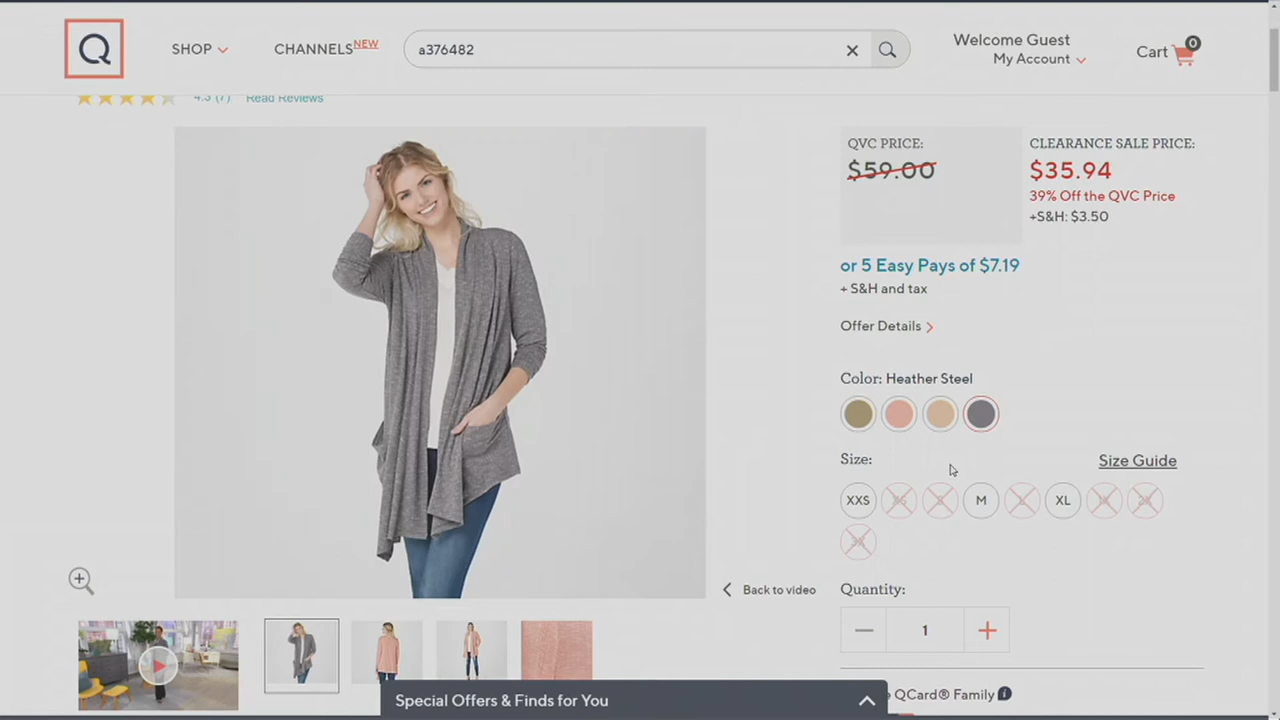 Q
SHOP
CHANNELS NEW
a376482
Welcome Guest
My Account
Cart 0
4.3 (7) Read Reviews
QVC PRICE:
$59.00
CLEARANCE SALE PRICE:
$35.94
39% Off the QVC Price
+S&H: $3.50
or 5 Easy Pays of $7.19
+ S&H and tax
Offer Details
Color: Heather Steel
Size:
Size Guide
XXS
M
XL
Back to video
Quantity:
1
QCard® Family
Special Offers & Finds for You